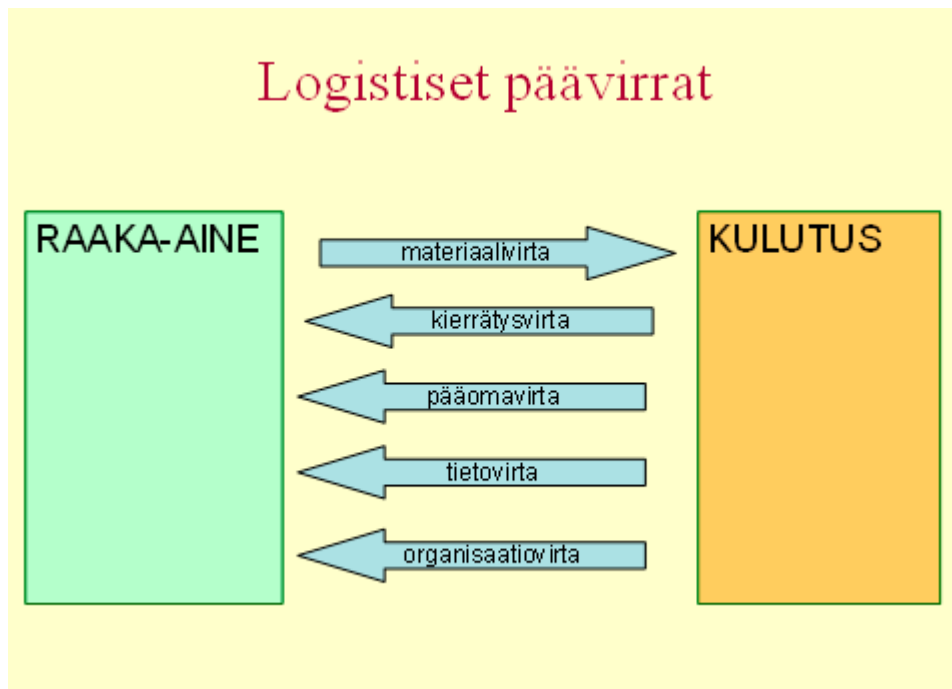 Logistiset päävirrat
RAAKA-AINE
materiaalivirta
kierrätysvirta
pääomavirta
tietovirta
organisaatiovirta
KULUTUS